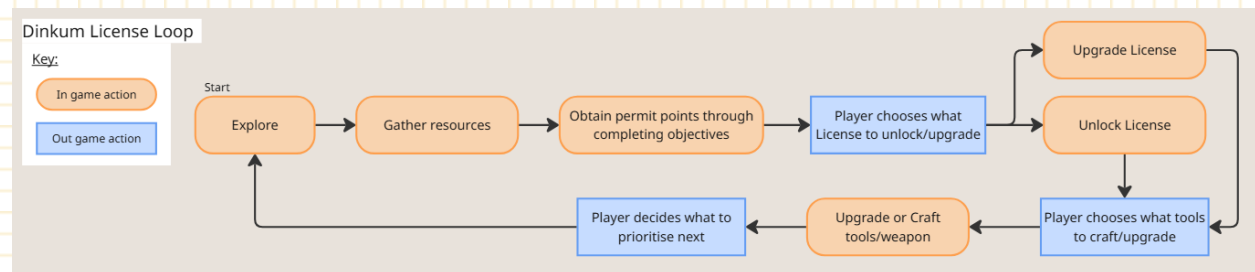 Dinkum License Loop
Key:
In game action
Out game action
Start
Explore
Gather resources
Obtain permit points through
completing objectives
Player chooses what
License to unlock/upgrade
Upgrade License
Unlock License
Player chooses what tools
to craft/upgrade
Upgrade or Craft
tools/weapon
Player decides what to
prioritise next